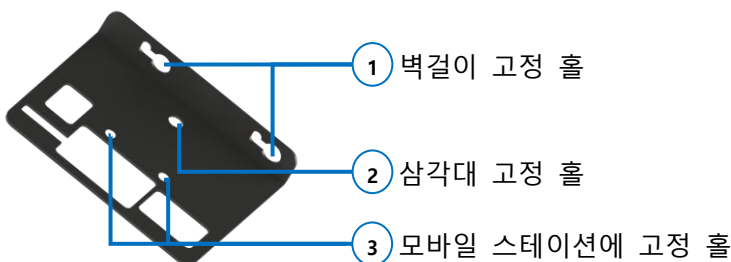 1 벽걸이 고정 홀
2 삼각대 고정 홀
3 모바일 스테이션에 고정 홀